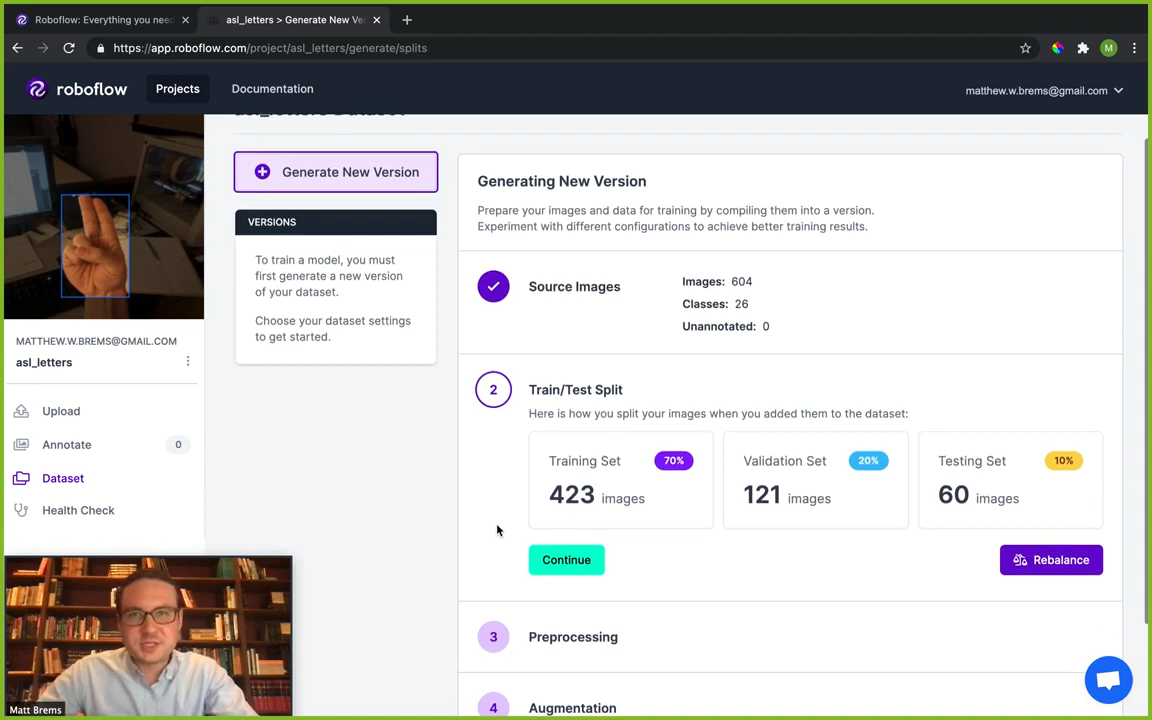 Roboflow: Everything you need
asl_letters > Generate New Ve
https://app.roboflow.com/project/asl_letters/generate/splits
M
roboflow
Projects
Documentation
matthew.w.brems@gmail.com
asl_letters Dataset
MATTHEW.W.BREMS@GMAIL.COM
asl_letters
Upload
Annotate
0
Dataset
Health Check
Generate New Version
VERSIONS
To train a model, you must
first generate a new version
of your dataset.
Choose your dataset settings
to get started.
Generating New Version
Prepare your images and data for training by compiling them into a version.
Experiment with different configurations to achieve better training results.
Source Images
Images: 604
Classes: 26
Unannotated: 0
2
Train/Test Split
Here is how you split your images when you added them to the dataset:
Training Set 70%
423 images
Validation Set 20%
121 images
Testing Set 10%
60 images
Continue
Rebalance
3 Preprocessing
4 Augmentation
Matt Brems